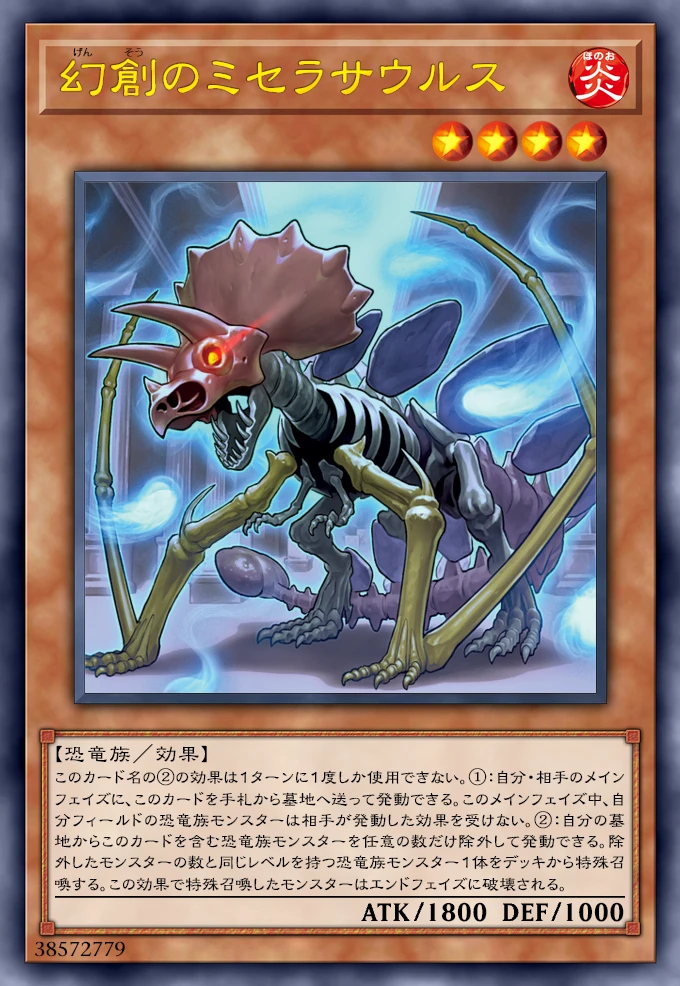 げん そう
幻創のミセラサウルス
ほのお
炎
【恐竜族／効果】
このカード名の②の効果は１ターンに１度しか使用できない。①：自分・相手のメイン
フェイズに、このカードを手札から墓地へ送って発動できる。このメインフェイズ中、自
分フィールドの恐竜族モンスターは相手が発動した効果を受けない。②：自分の墓
地からこのカードを含む恐竜族モンスターを任意の数だけ除外して発動できる。除
外したモンスターの数と同じレベルを持つ恐竜族モンスター１体をデッキから特殊召
喚する。この効果で特殊召喚したモンスターはエンドフェイズに破壊される。
ATK/1800 DEF/1000
38572779